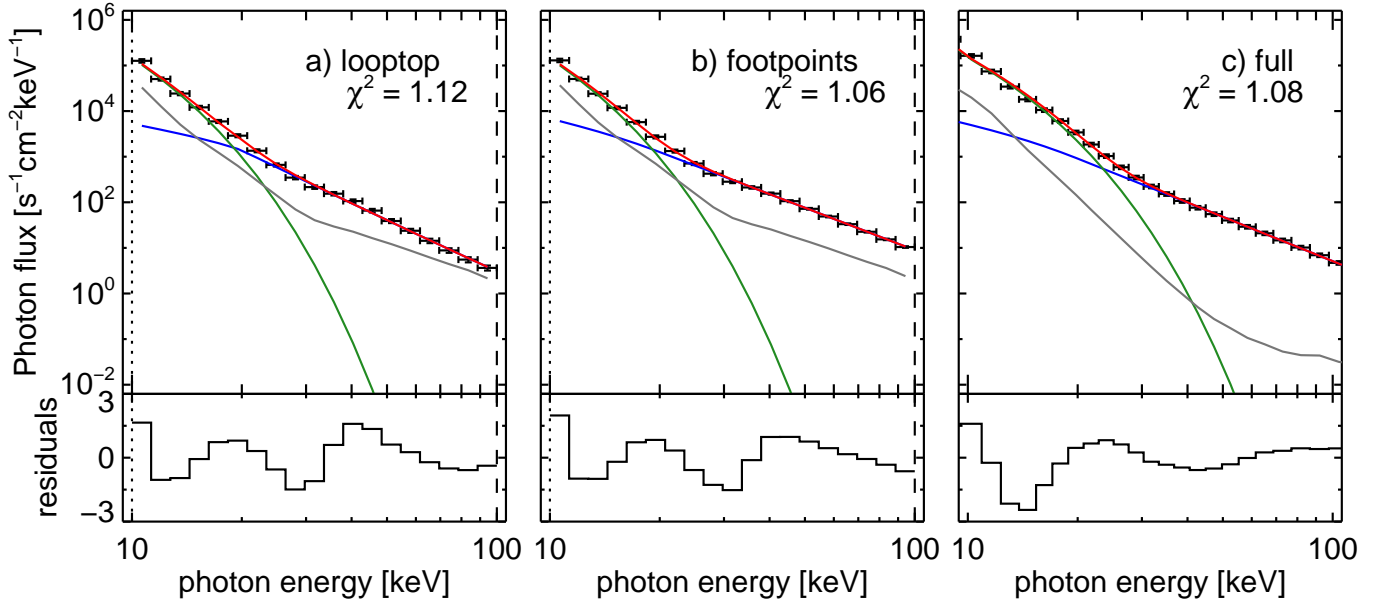 Photon flux [s⁻¹cm⁻²keV⁻¹]
10⁶
10⁴
10²
10⁰
10⁻²
a) looptop
χ² = 1.12
b) footpoints
χ² = 1.06
c) full
χ² = 1.08
residuals
3
0
−3
10 100
10 100
10 100
photon energy [keV]
photon energy [keV]
photon energy [keV]